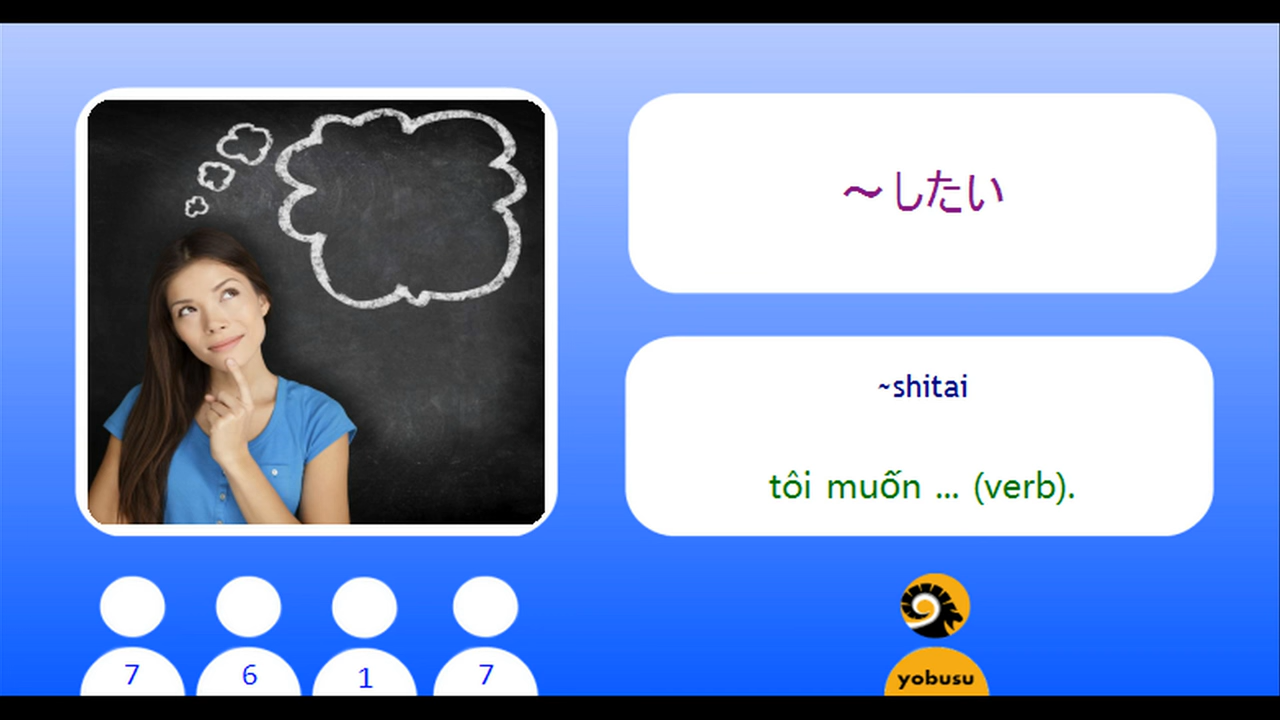 ～したい
~shitai
tôi muốn ... (verb).
7 6 1 7
yobusu